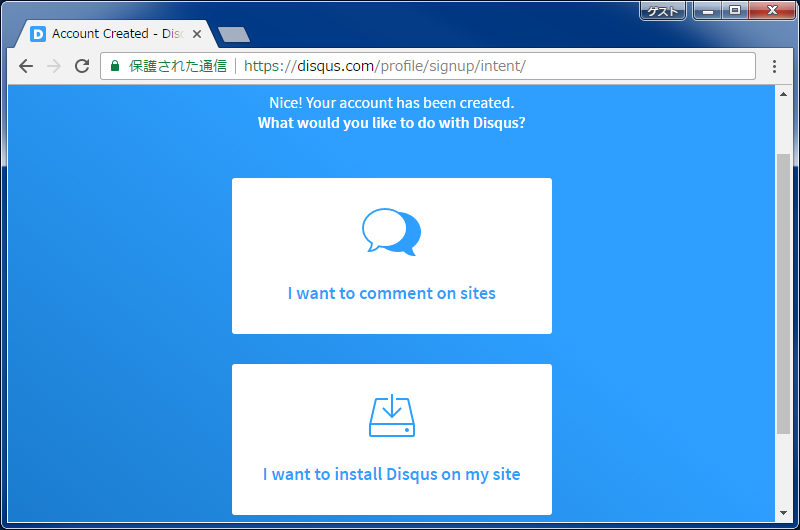 ゲスト
D Account Created - Disq
保護された通信 https://disqus.com/profile/signup/intent/
Nice! Your account has been created.
What would you like to do with Disqus?
I want to comment on sites
I want to install Disqus on my site